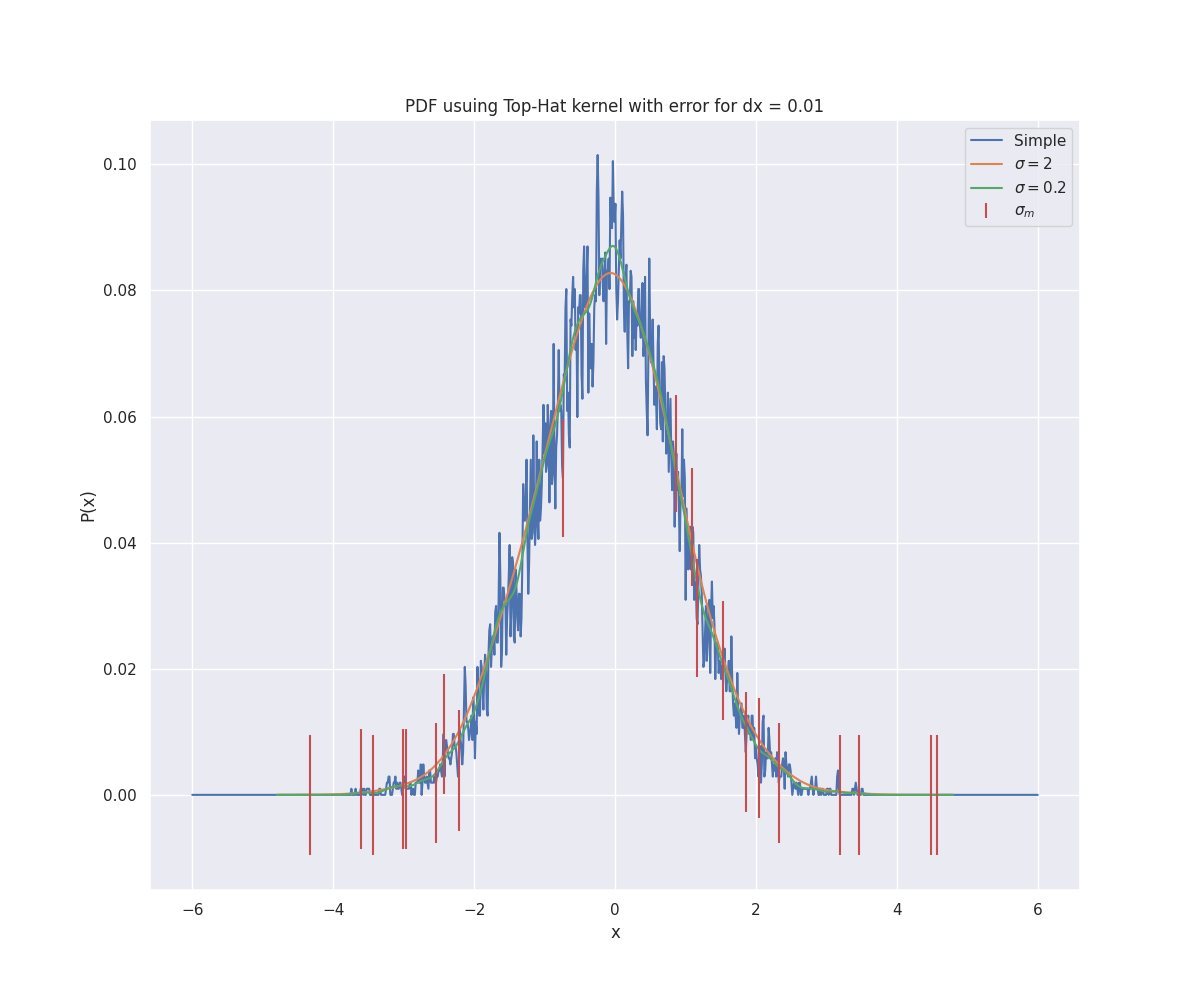 PDF usuing Top-Hat kernel with error for dx = 0.01
Simple
σ = 2
σ = 0.2
σₘ
0.10
0.08
0.06
0.04
0.02
0.00
P(x)
−6
−4
−2
0
2
4
6
x